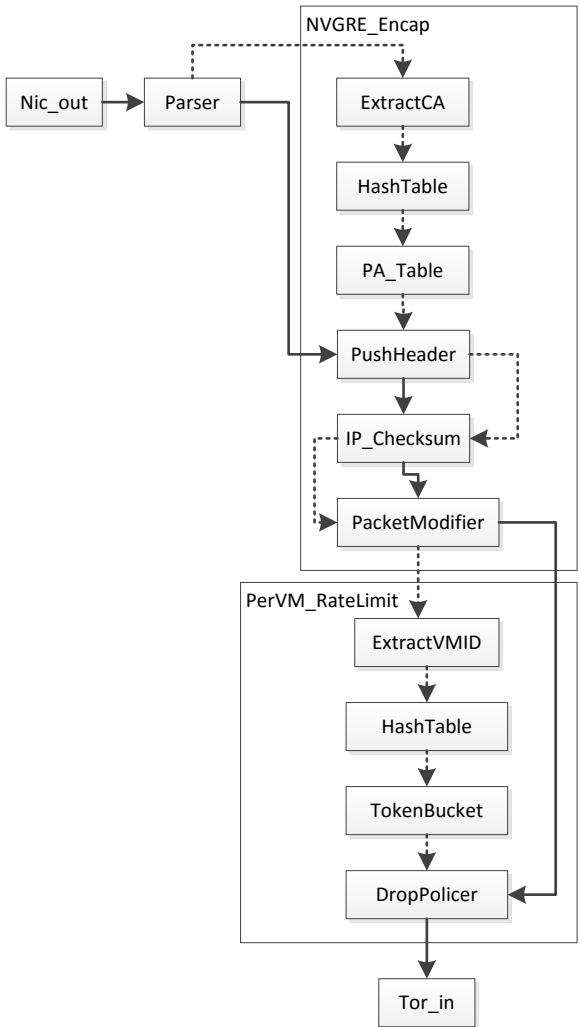 NVGRE_Encap
Nic_out
Parser
ExtractCA
HashTable
PA_Table
PushHeader
IP_Checksum
PacketModifier
PerVM_RateLimit
ExtractVMID
HashTable
TokenBucket
DropPolicer
Tor_in